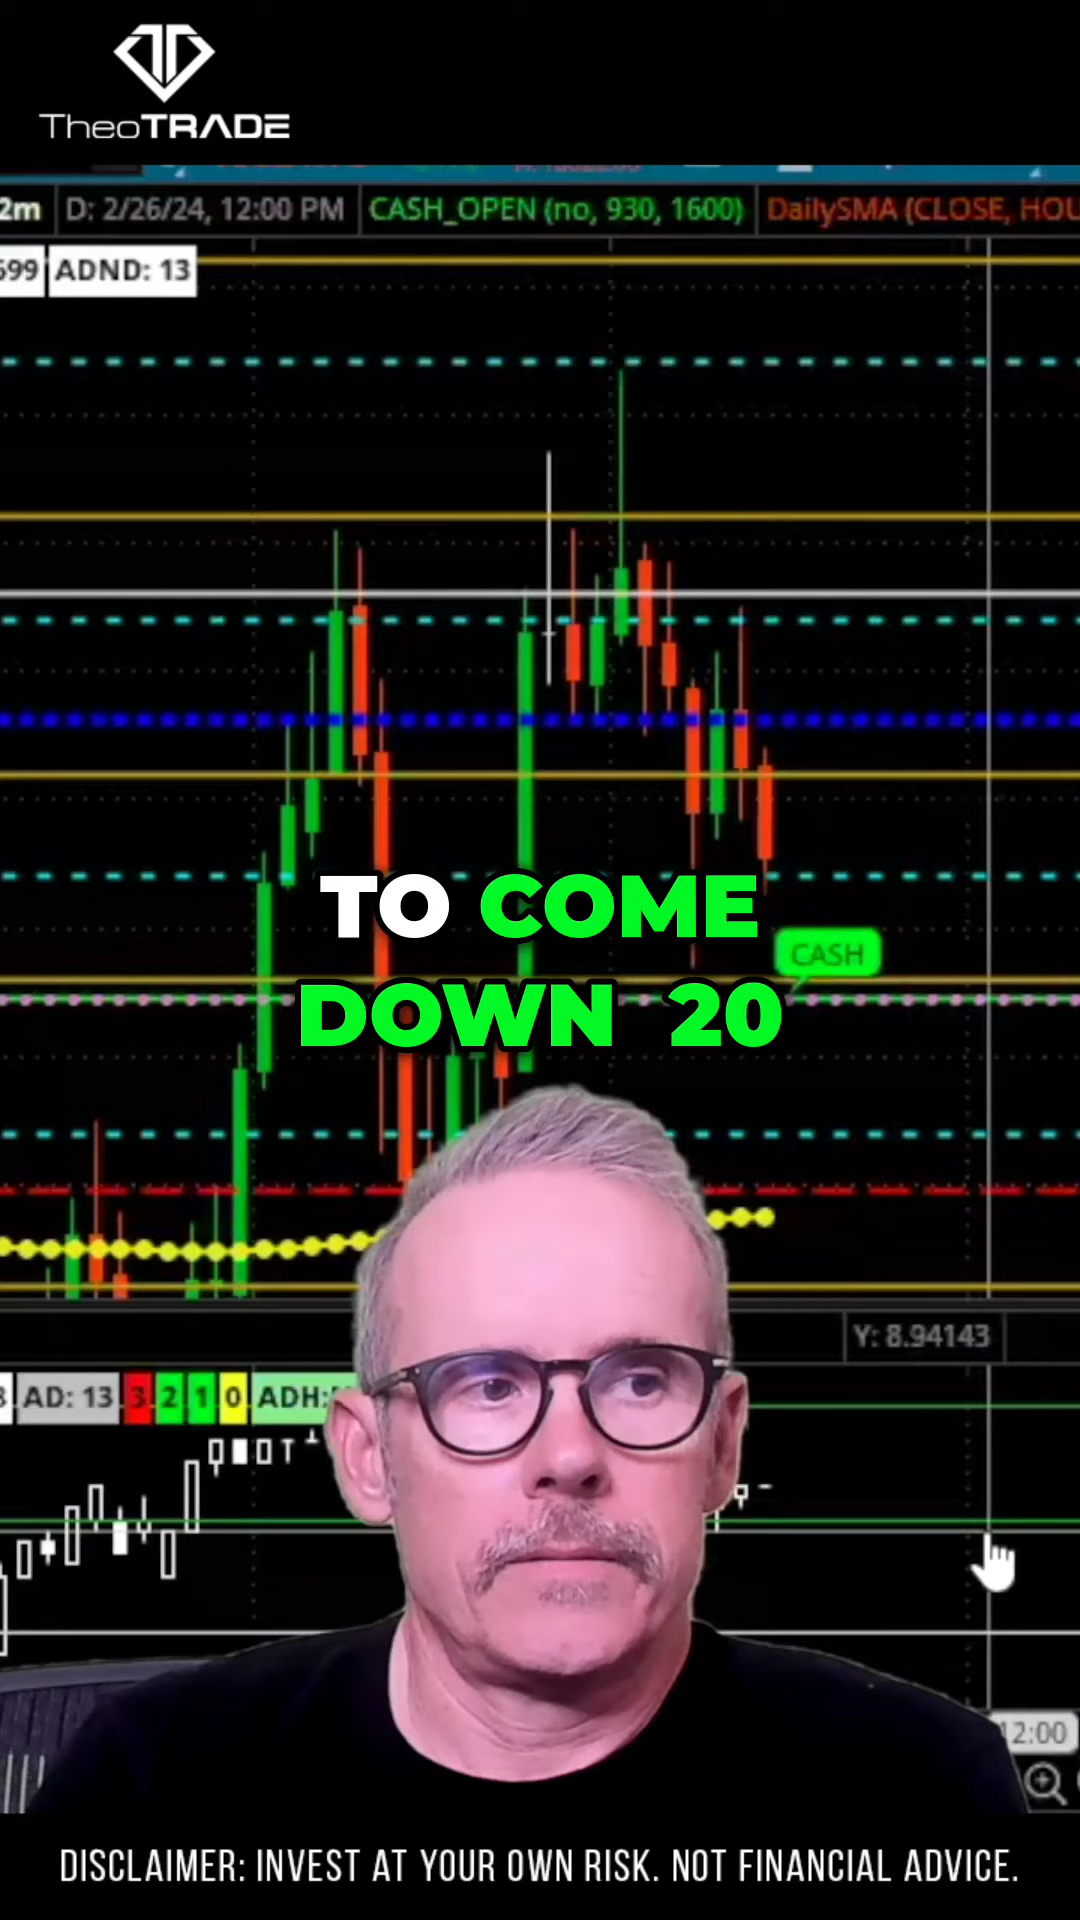 TheoTRADE
2m
D: 2/26/24, 12:00 PM
CASH_OPEN (no, 930, 1600)
DailySMA (CLOSE, HOU
699
ADND: 13
TO COME
CASH
DOWN 20
Y: 8.94143
AD: 13
3
2
1
0
ADH:
12:00
DISCLAIMER: INVEST AT YOUR OWN RISK. NOT FINANCIAL ADVICE.